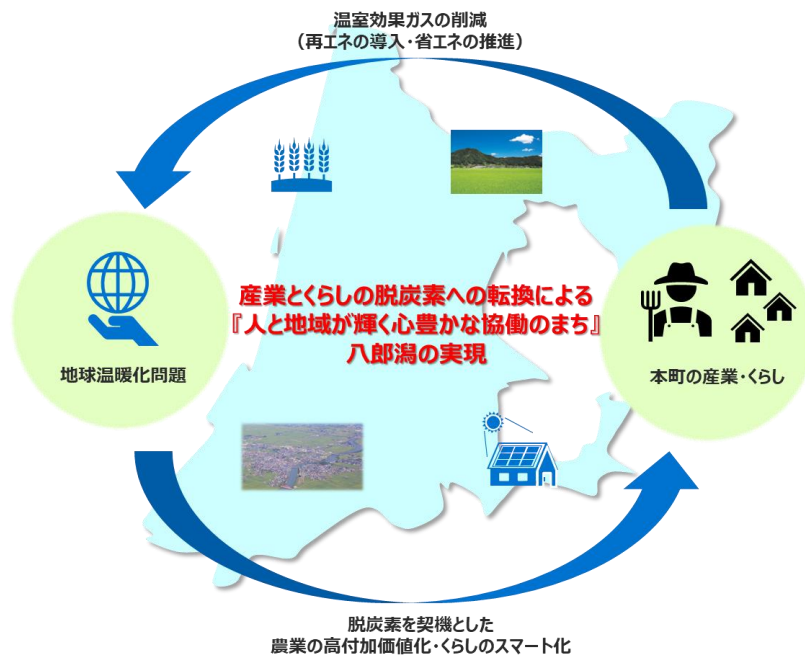 温室効果ガスの削減
（再エネの導入・省エネの推進）
産業とくらしの脱炭素への転換による
『人と地域が輝く心豊かな協働のまち』
八郎潟の実現
地球温暖化問題
本町の産業・くらし
脱炭素を契機とした
農業の高付加価値化・くらしのスマート化